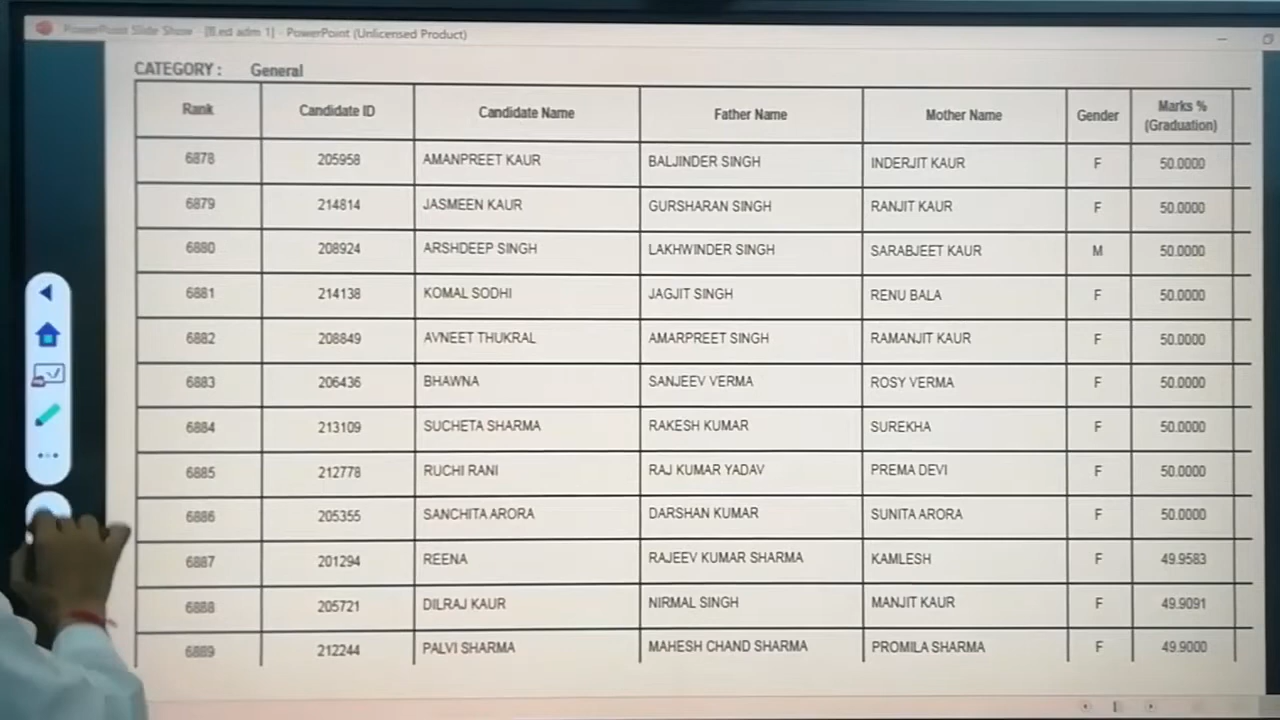 PowerPoint Slide Show - [B.ed adm 1] - PowerPoint (Unlicensed Product)
CATEGORY : General
Rank Candidate ID Candidate Name Father Name Mother Name Gender Marks % (Graduation)
6878 205958 AMANPREET KAUR BALJINDER SINGH INDERJIT KAUR F 50.0000
6879 214814 JASMEEN KAUR GURSHARAN SINGH RANJIT KAUR F 50.0000
6880 208924 ARSHDEEP SINGH LAKHWINDER SINGH SARABJEET KAUR M 50.0000
6881 214138 KOMAL SODHI JAGJIT SINGH RENU BALA F 50.0000
6882 208849 AVNEET THUKRAL AMARPREET SINGH RAMANJIT KAUR F 50.0000
6883 206436 BHAWNA SANJEEV VERMA ROSY VERMA F 50.0000
6884 213109 SUCHETA SHARMA RAKESH KUMAR SUREKHA F 50.0000
6885 212778 RUCHI RANI RAJ KUMAR YADAV PREMA DEVI F 50.0000
6886 205355 SANCHITA ARORA DARSHAN KUMAR SUNITA ARORA F 50.0000
6887 201294 REENA RAJEEV KUMAR SHARMA KAMLESH F 49.9583
6888 205721 DILRAJ KAUR NIRMAL SINGH MANJIT KAUR F 49.9091
6889 212244 PALVI SHARMA MAHESH CHAND SHARMA PROMILA SHARMA F 49.9000